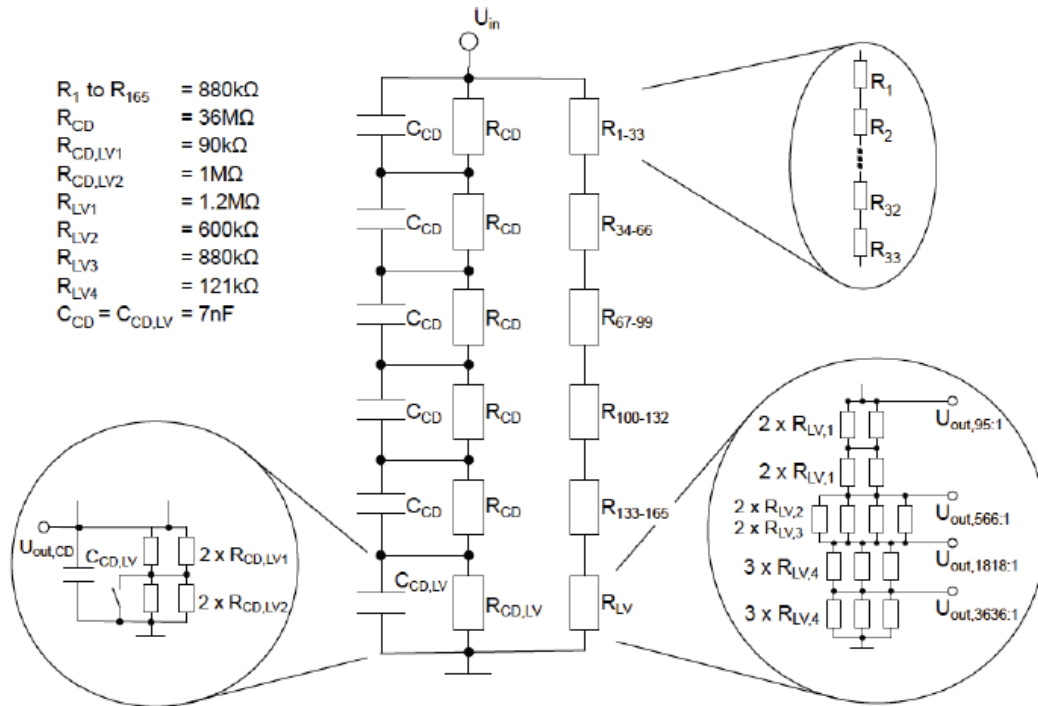 U_in
R_1 to R_165 = 880kΩ
R_CD = 36MΩ
R_CD,LV1 = 90kΩ
R_CD,LV2 = 1MΩ
R_LV1 = 1.2MΩ
R_LV2 = 600kΩ
R_LV3 = 880kΩ
R_LV4 = 121kΩ
C_CD = C_CD,LV = 7nF
C_CD R_CD R_1-33
C_CD R_CD R_34-66
C_CD R_CD R_67-99
C_CD R_CD R_100-132
C_CD R_CD R_133-165
C_CD,LV R_CD,LV R_LV
R_1
R_2
R_32
R_33
U_out,CD
C_CD,LV
2 x R_CD,LV1
2 x R_CD,LV2
2 x R_LV,1
U_out,95:1
2 x R_LV,1
2 x R_LV,2
2 x R_LV,3
U_out,566:1
U_out,1818:1
3 x R_LV,4
3 x R_LV,4
U_out,3636:1